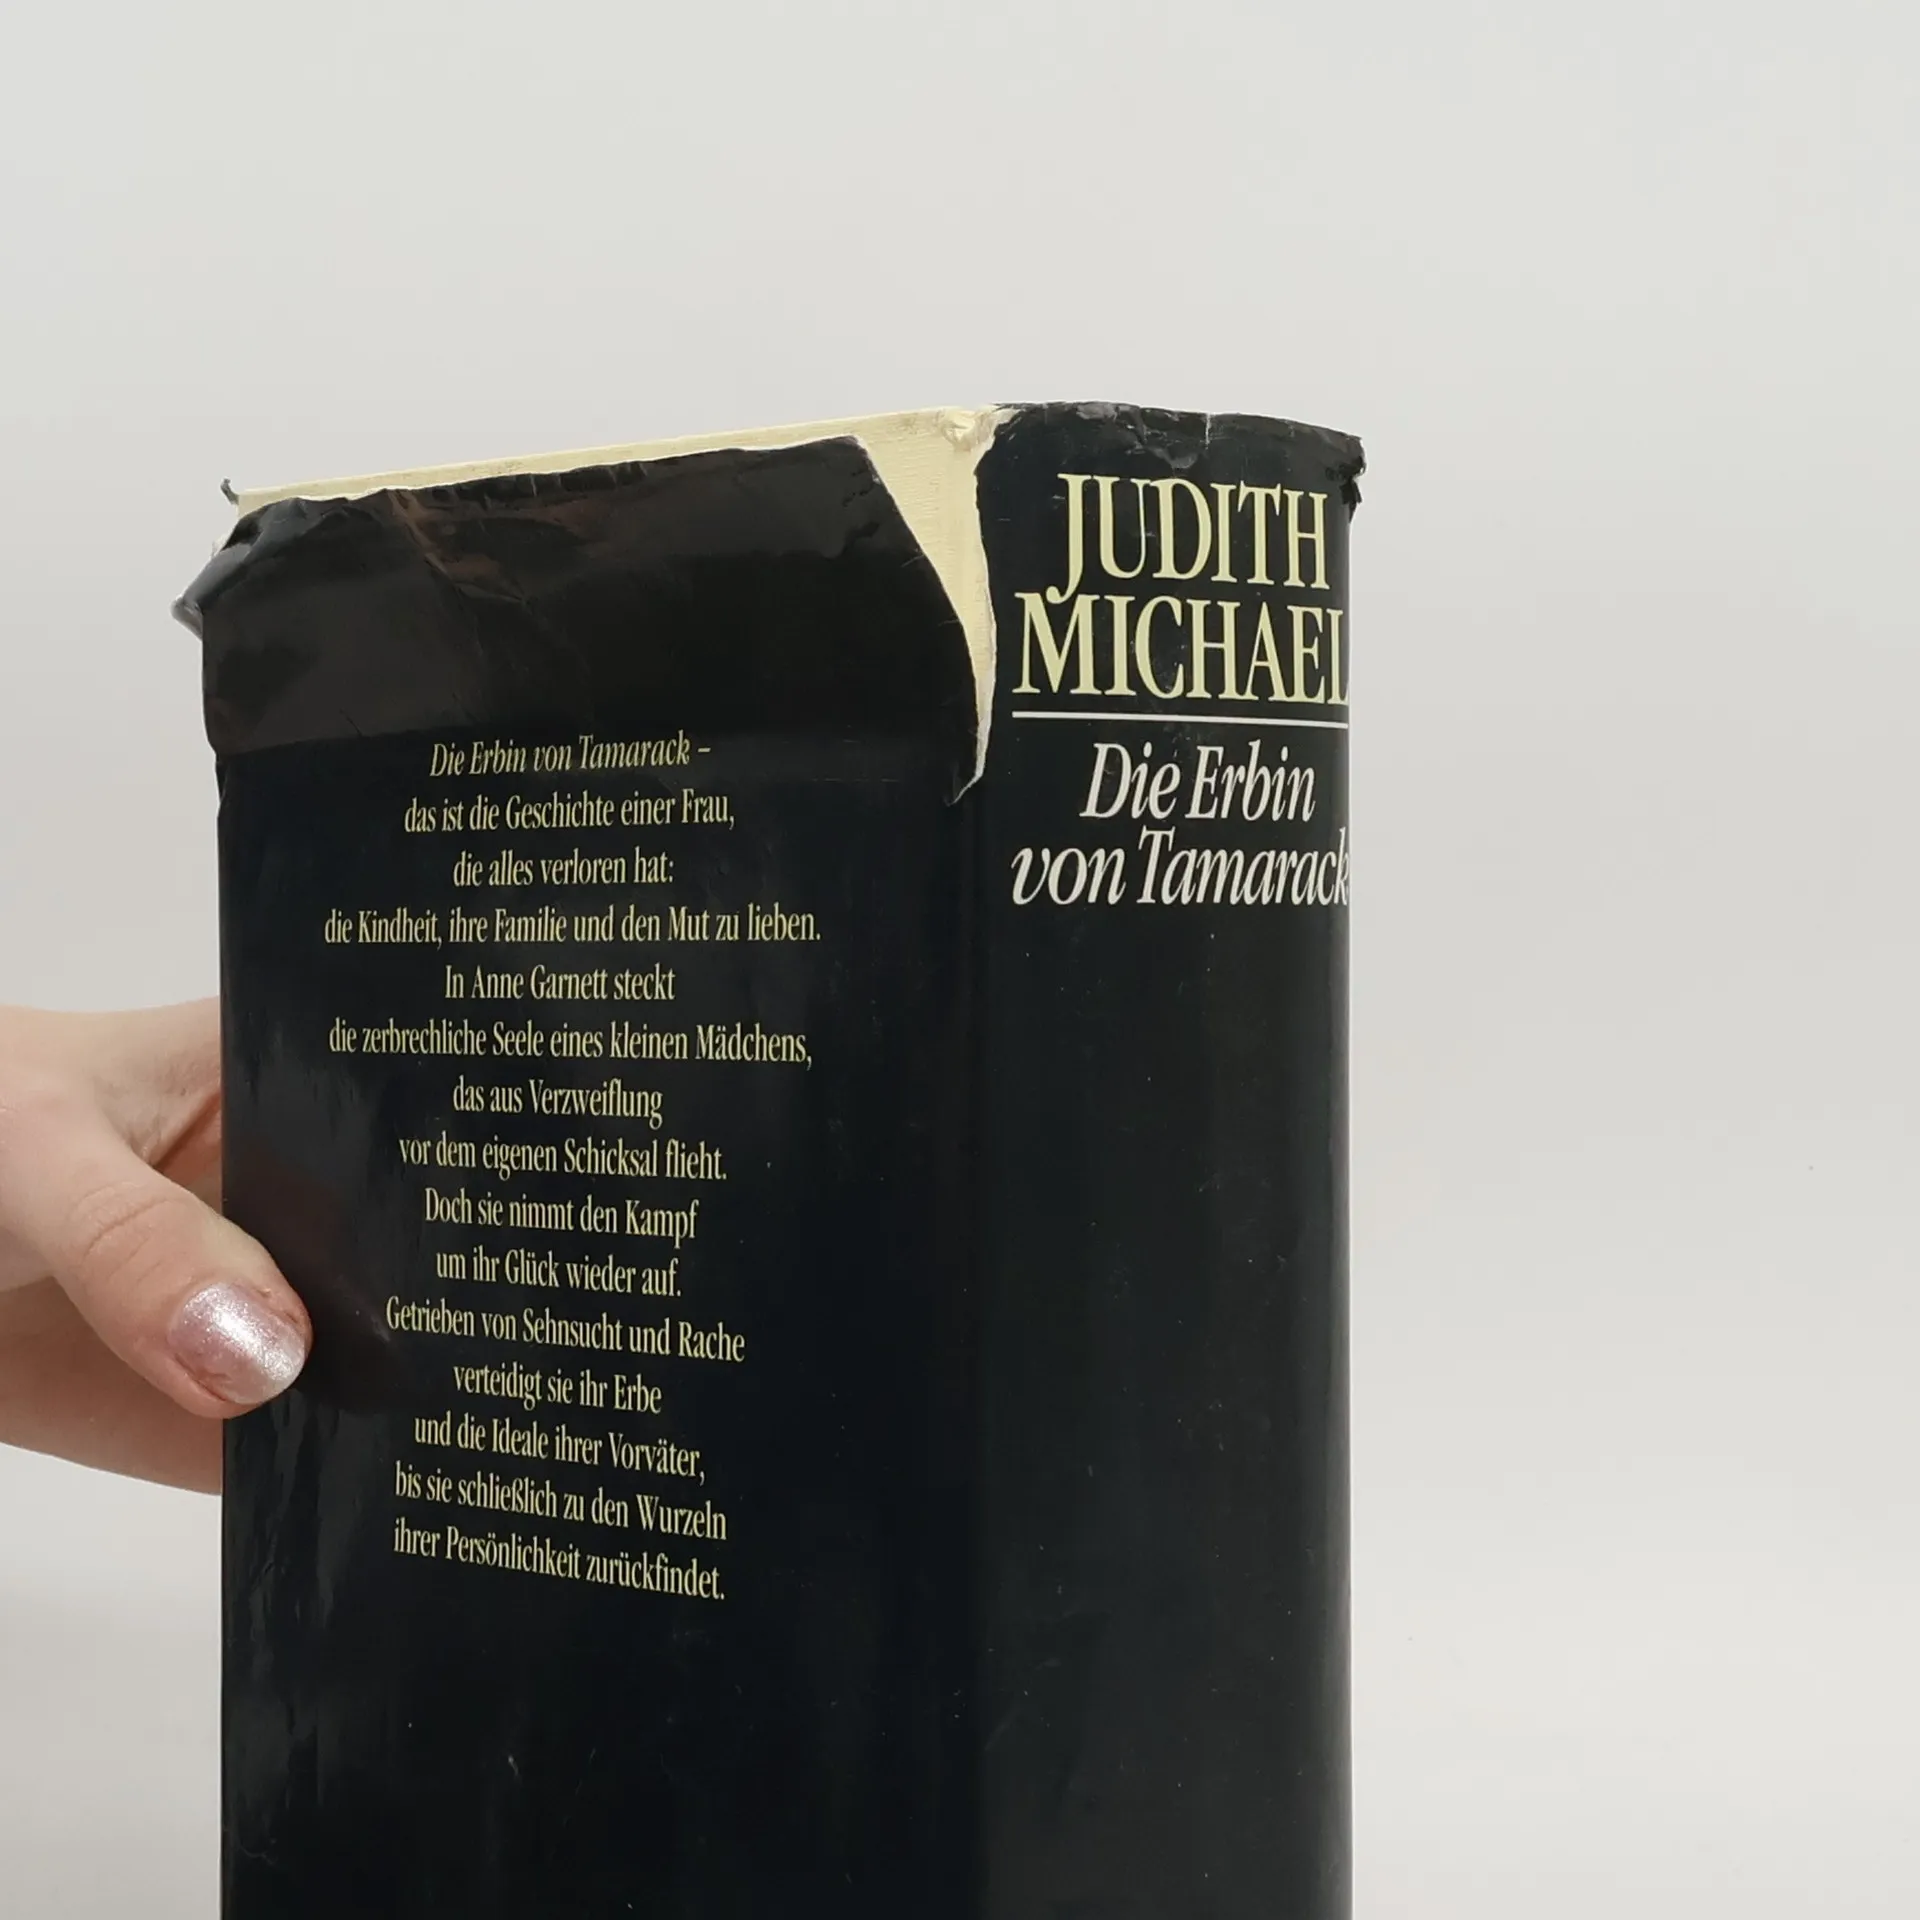 Die Erbin von Tamarack –
das ist die Geschichte einer Frau,
die alles verloren hat:
die Kindheit, ihre Familie und den Mut zu lieben.
In Anne Garnett steckt
die zerbrechliche Seele eines kleinen Mädchens,
das aus Verzweiflung
vor dem eigenen Schicksal flieht.
Doch sie nimmt den Kampf
um ihr Glück wieder auf.
Getrieben von Sehnsucht und Rache
verteidigt sie ihr Erbe
und die Ideale ihrer Vorväter,
bis sie schließlich zu den Wurzeln
ihrer Persönlichkeit zurückfindet.
JUDITH
MICHAEL
Die Erbin
von Tamarack